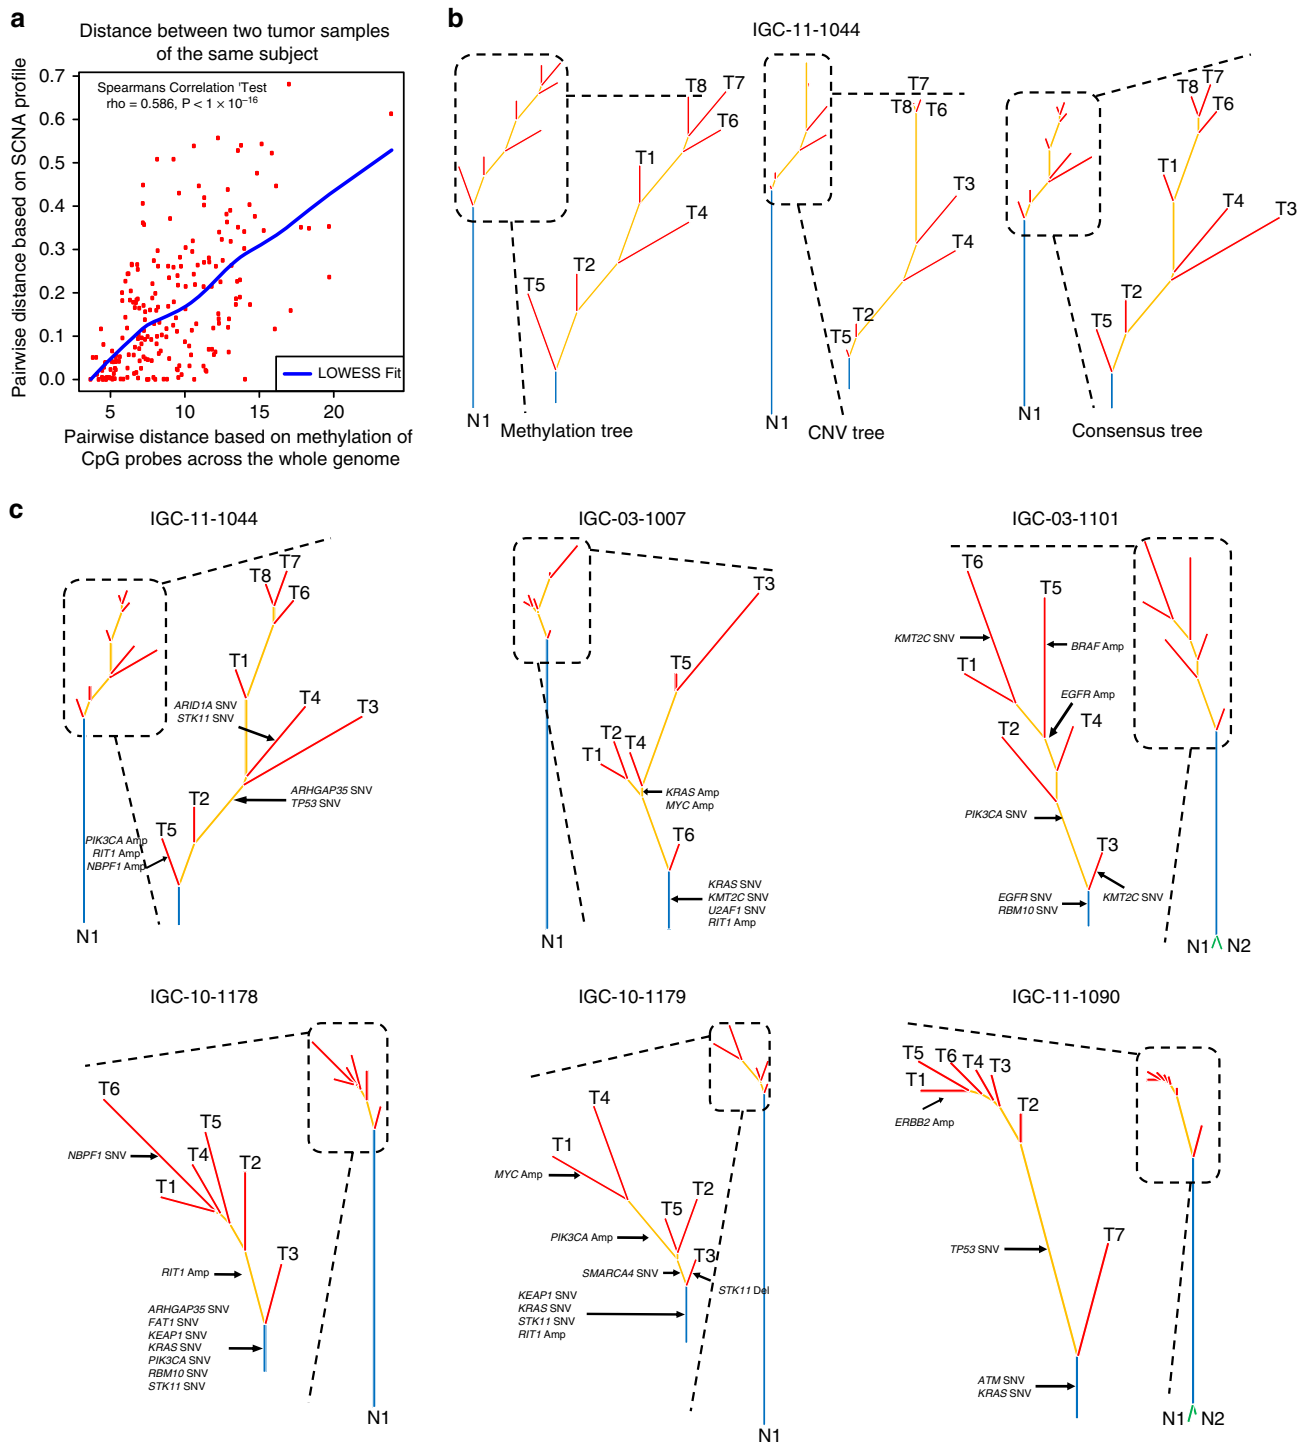 a
Distance between two tumor samples
of the same subject
Pairwise distance based on SCNA profile
0.7
0.6
0.5
0.4
0.3
0.2
0.1
0.0
Spearmans Correlation 'Test
rho = 0.586, P < 1 × 10⁻¹⁶
LOWESS Fit
5 10 15 20
Pairwise distance based on methylation of
CpG probes across the whole genome
b
IGC-11-1044
T8
T7
T6
T1
T4
T2
T5
N1
Methylation tree
T7
T8 T6
T3
T4
T2
T5
N1
CNV tree
T7
T8
T6
T1
T4
T3
T2
T5
N1
Consensus tree
c
IGC-11-1044
T7
T8
T6
T1
ARID1A SNV
STK11 SNV
T4
T3
ARHGAP35 SNV
TP53 SNV
T2
T5
PIK3CA Amp
RIT1 Amp
NBPF1 Amp
N1
IGC-03-1007
T3
T5
T2
T4
T1
KRAS Amp
MYC Amp
T6
KRAS SNV
KMT2C SNV
U2AF1 SNV
RIT1 Amp
N1
IGC-03-1101
T6
T5
KMT2C SNV
BRAF Amp
T1
EGFR Amp
T2
T4
PIK3CA SNV
T3
EGFR SNV
RBM10 SNV
KMT2C SNV
N1 N2
IGC-10-1178
T6
T5
NBPF1 SNV
T4
T2
T1
T3
RIT1 Amp
ARHGAP35 SNV
FAT1 SNV
KEAP1 SNV
KRAS SNV
PIK3CA SNV
RBM10 SNV
STK11 SNV
N1
IGC-10-1179
T4
T1
MYC Amp
T2
T5
PIK3CA Amp
T3
SMARCA4 SNV
STK11 Del
KEAP1 SNV
KRAS SNV
STK11 SNV
RIT1 Amp
N1
IGC-11-1090
T5
T6
T4
T3
T1
T2
ERBB2 Amp
T7
TP53 SNV
ATM SNV
KRAS SNV
N1 N2